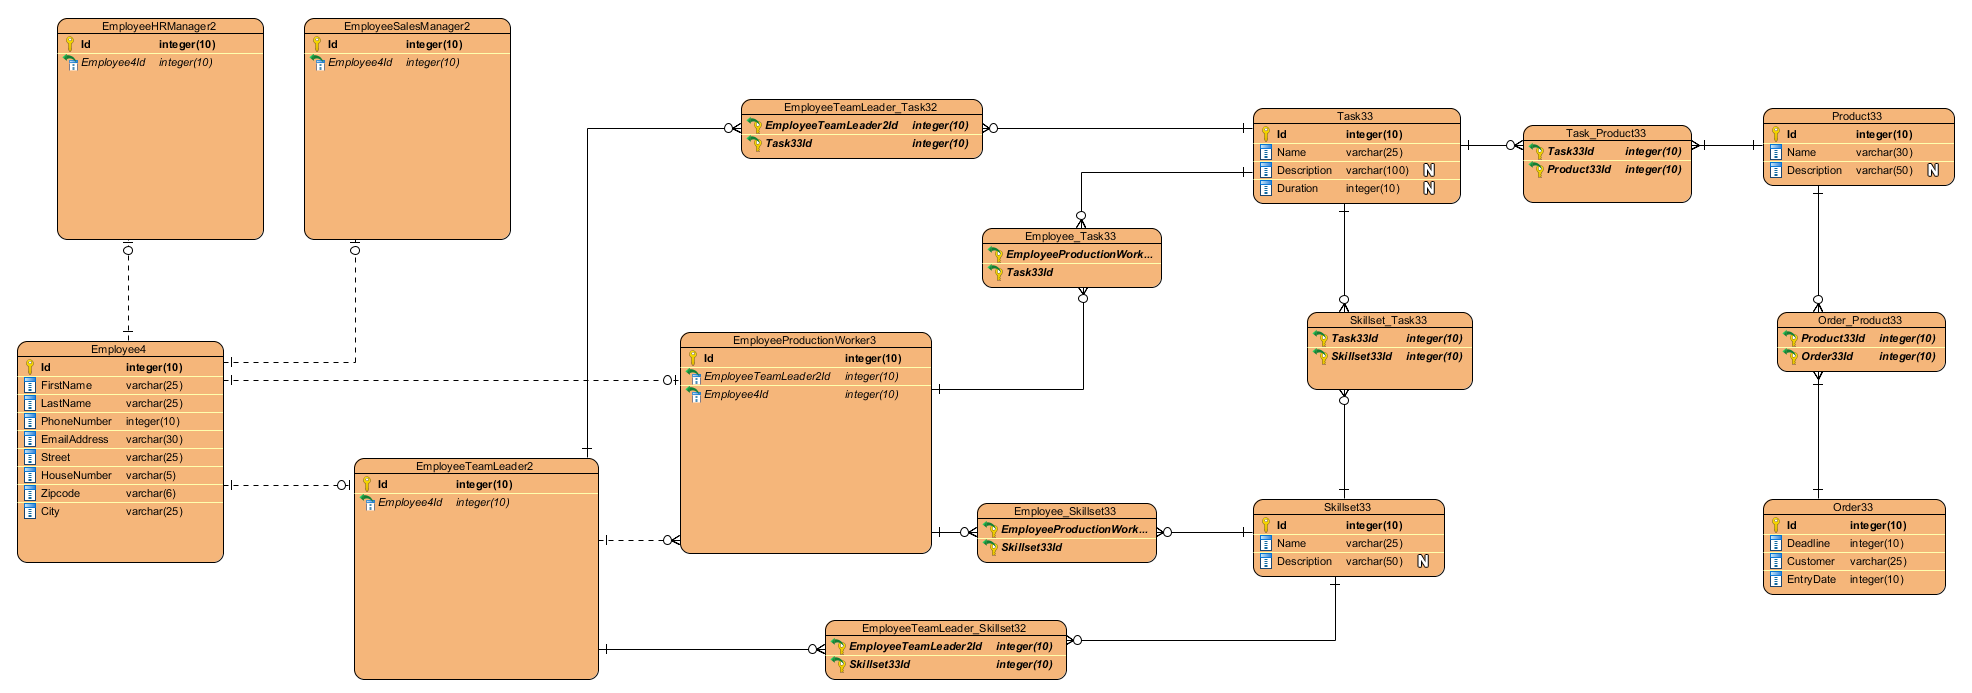 EmployeeHRManager2
Id integer(10)
Employee4Id integer(10)
EmployeeSalesManager2
Id integer(10)
Employee4Id integer(10)
EmployeeTeamLeader_Task32
EmployeeTeamLeader2Id integer(10)
Task33Id integer(10)
Task33
Id integer(10)
Name varchar(25)
Description varchar(100) N
Duration integer(10) N
Task_Product33
Task33Id integer(10)
Product33Id integer(10)
Product33
Id integer(10)
Name varchar(30)
Description varchar(50) N
Employee_Task33
EmployeeProductionWork...
Task33Id
Employee4
Id integer(10)
FirstName varchar(25)
LastName varchar(25)
PhoneNumber integer(10)
EmailAddress varchar(30)
Street varchar(25)
HouseNumber varchar(5)
Zipcode varchar(6)
City varchar(25)
EmployeeProductionWorker3
Id integer(10)
EmployeeTeamLeader2Id integer(10)
Employee4Id integer(10)
Skillset_Task33
Task33Id integer(10)
Skillset33Id integer(10)
Order_Product33
Product33Id integer(10)
Order33Id integer(10)
EmployeeTeamLeader2
Id integer(10)
Employee4Id integer(10)
Employee_Skillset33
EmployeeProductionWork...
Skillset33Id
Skillset33
Id integer(10)
Name varchar(25)
Description varchar(50) N
Order33
Id integer(10)
Deadline integer(10)
Customer varchar(25)
EntryDate integer(10)
EmployeeTeamLeader_Skillset32
EmployeeTeamLeader2Id integer(10)
Skillset33Id integer(10)